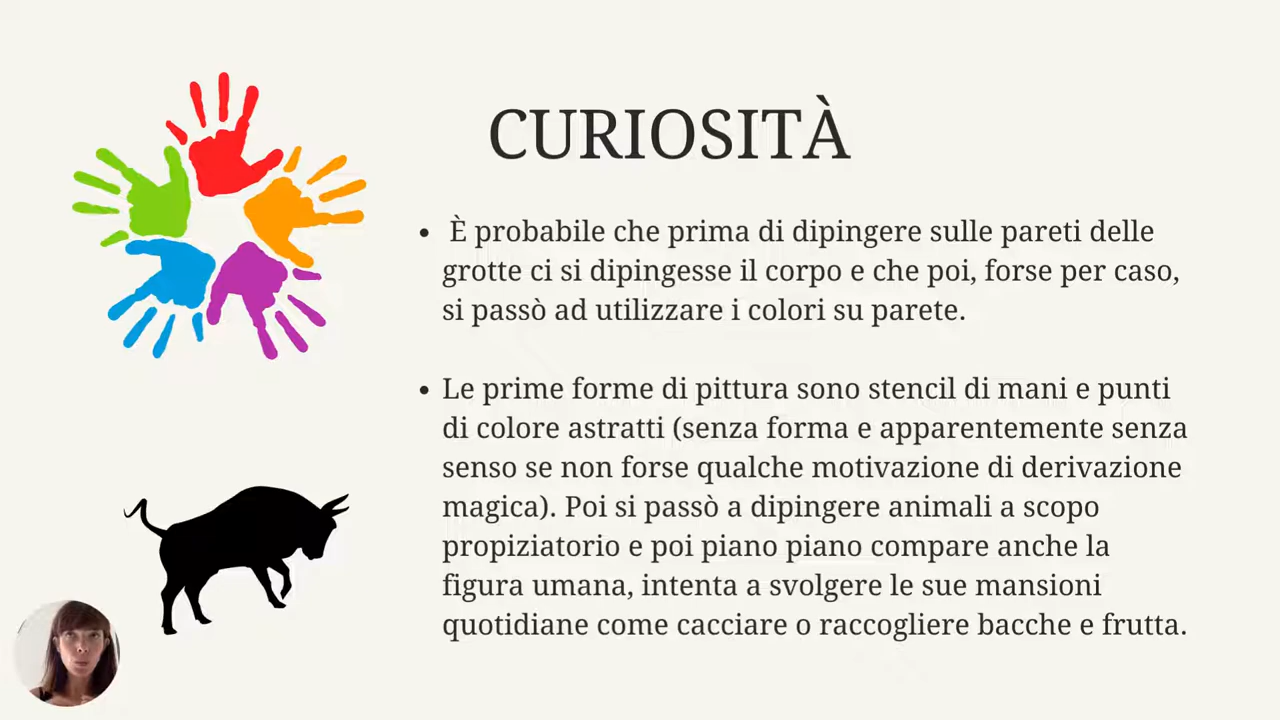 CURIOSITÀ
• È probabile che prima di dipingere sulle pareti delle
grotte ci si dipingesse il corpo e che poi, forse per caso,
si passò ad utilizzare i colori su parete.
• Le prime forme di pittura sono stencil di mani e punti
di colore astratti (senza forma e apparentemente senza
senso se non forse qualche motivazione di derivazione
magica). Poi si passò a dipingere animali a scopo
propiziatorio e poi piano piano compare anche la
figura umana, intenta a svolgere le sue mansioni
quotidiane come cacciare o raccogliere bacche e frutta.